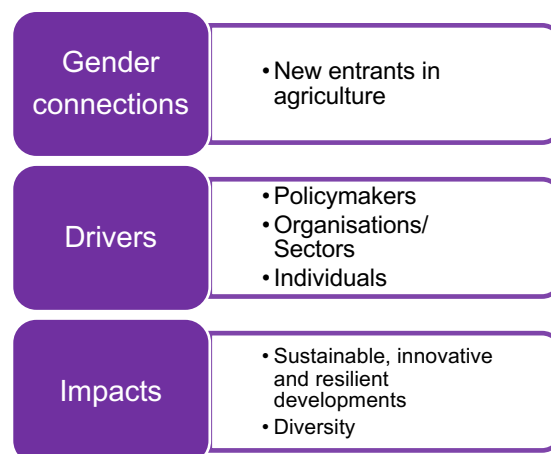 Gender
connections
• New entrants in
agriculture
Drivers
• Policymakers
• Organisations/
Sectors
• Individuals
Impacts
• Sustainable, innovative
and resilient
developments
• Diversity